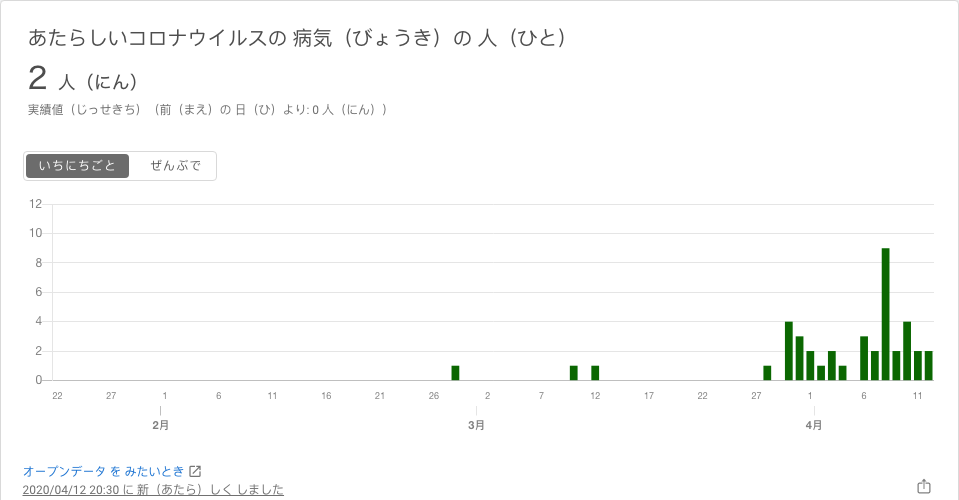 あたらしいコロナウイルスの 病気（びょうき）の 人（ひと）
2 人（にん）
実績値（じっせきち）（前（まえ）の 日（ひ）より: 0 人（にん））
いちにちごと ぜんぶで
12
10
8
6
4
2
0
22 27 1 6 11 16 21 26 2 7 12 17 22 27 1 6 11
2月 3月 4月
オープンデータ を みたいとき
2020/04/12 20:30 に 新（あたら）しく しました